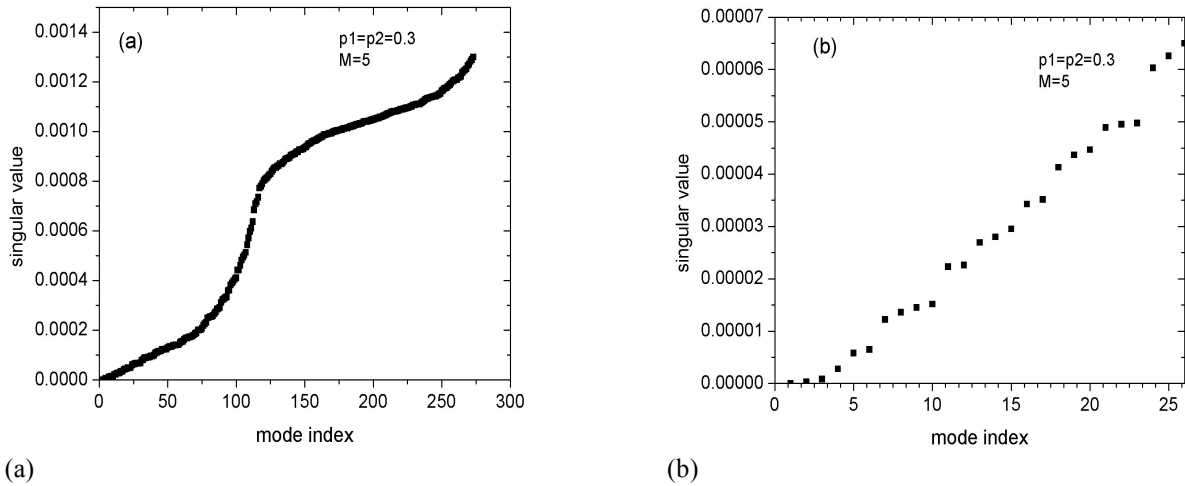 (a)
p1=p2=0.3
M=5
0.0014
0.0012
0.0010
0.0008
0.0006
0.0004
0.0002
0.0000
singular value
0 50 100 150 200 250 300
mode index
(a)
(b)
p1=p2=0.3
M=5
0.00007
0.00006
0.00005
0.00004
0.00003
0.00002
0.00001
0.00000
singular value
0 5 10 15 20 25
mode index
(b)